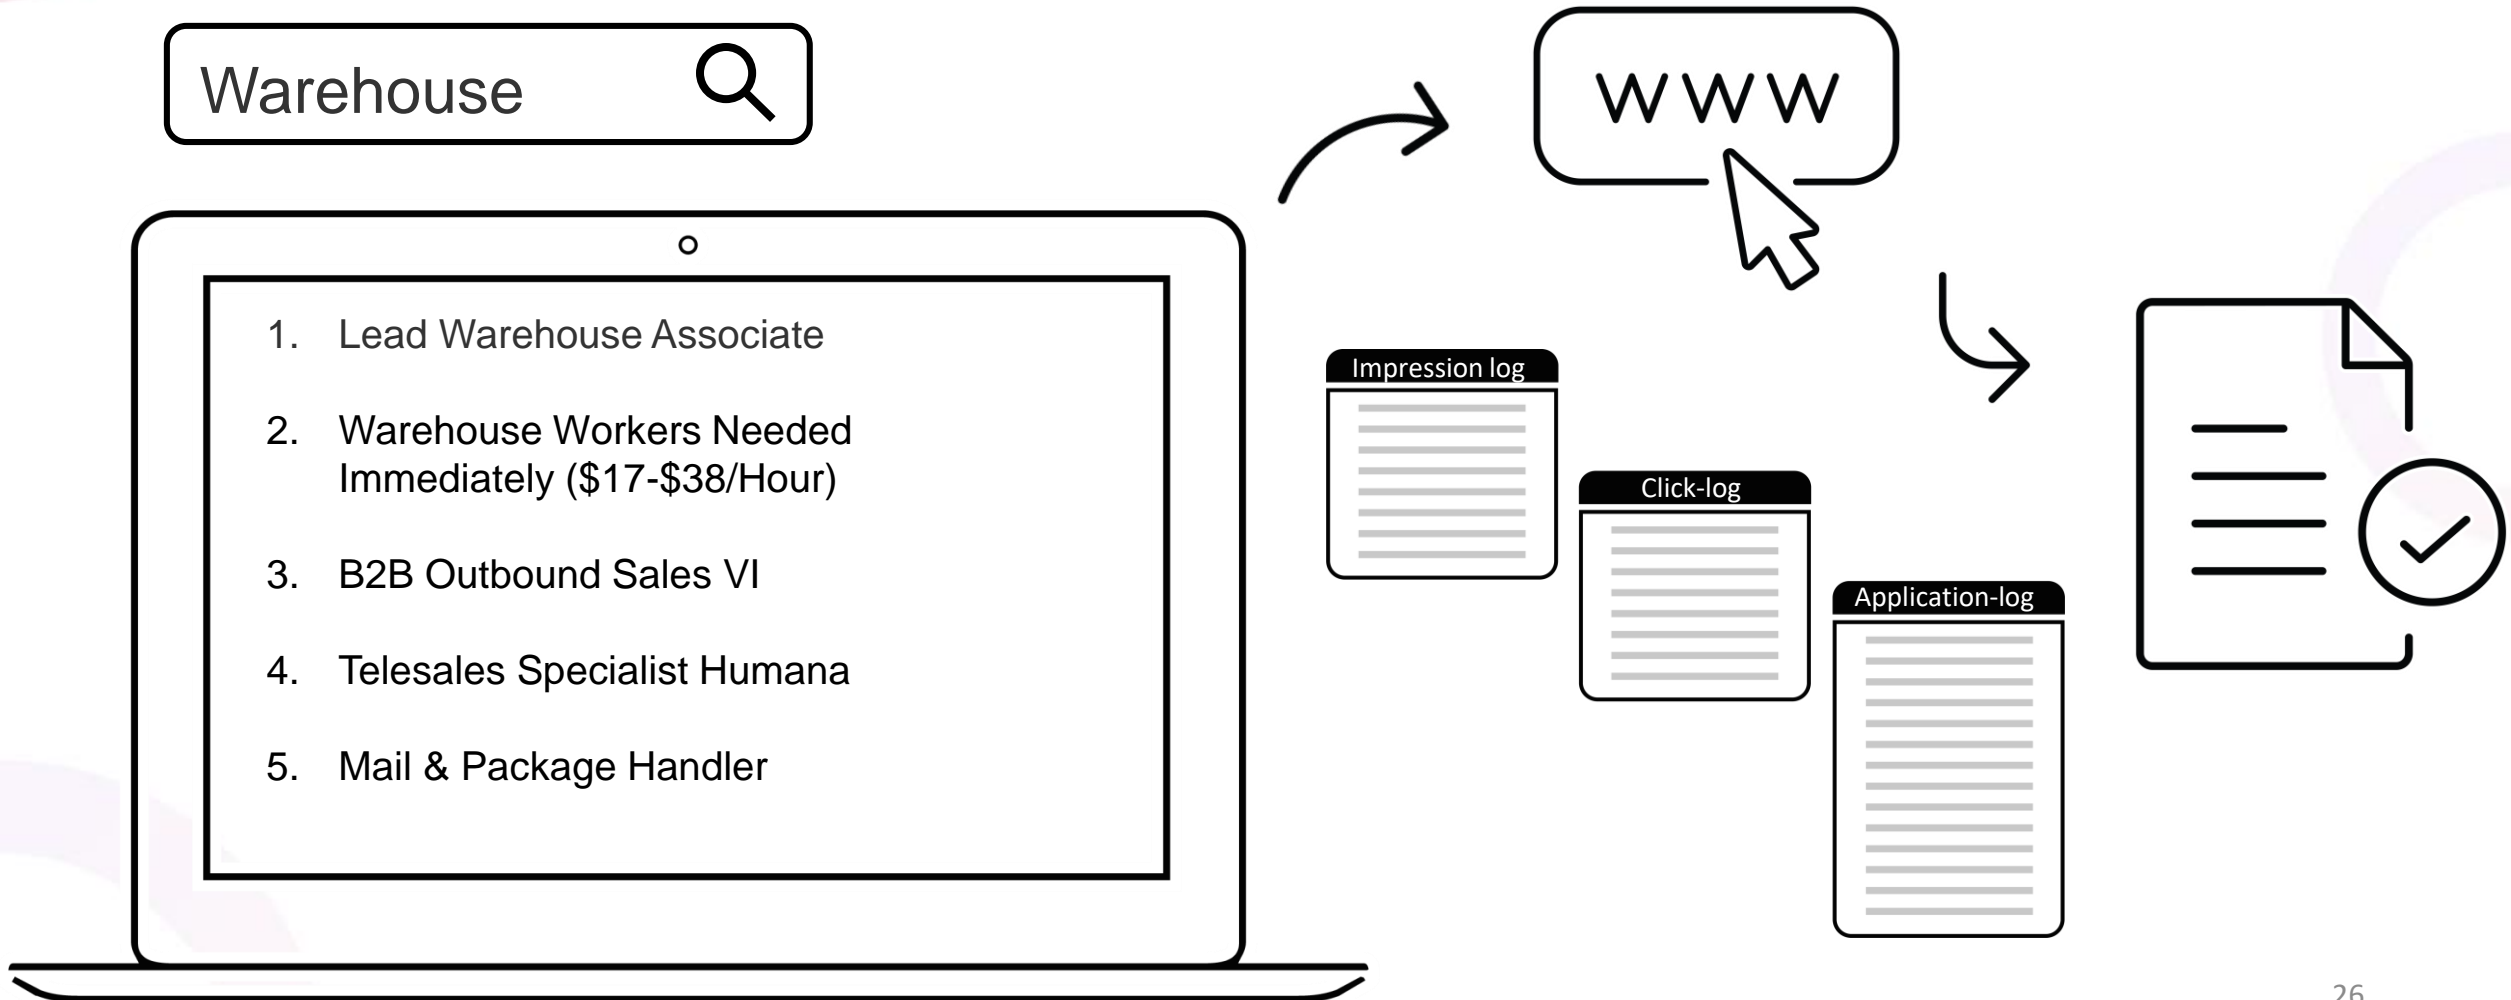 Warehouse
WWW
1. Lead Warehouse Associate
2. Warehouse Workers Needed
Immediately ($17-$38/Hour)
3. B2B Outbound Sales VI
4. Telesales Specialist Humana
5. Mail & Package Handler
Impression log
Click-log
Application-log
26